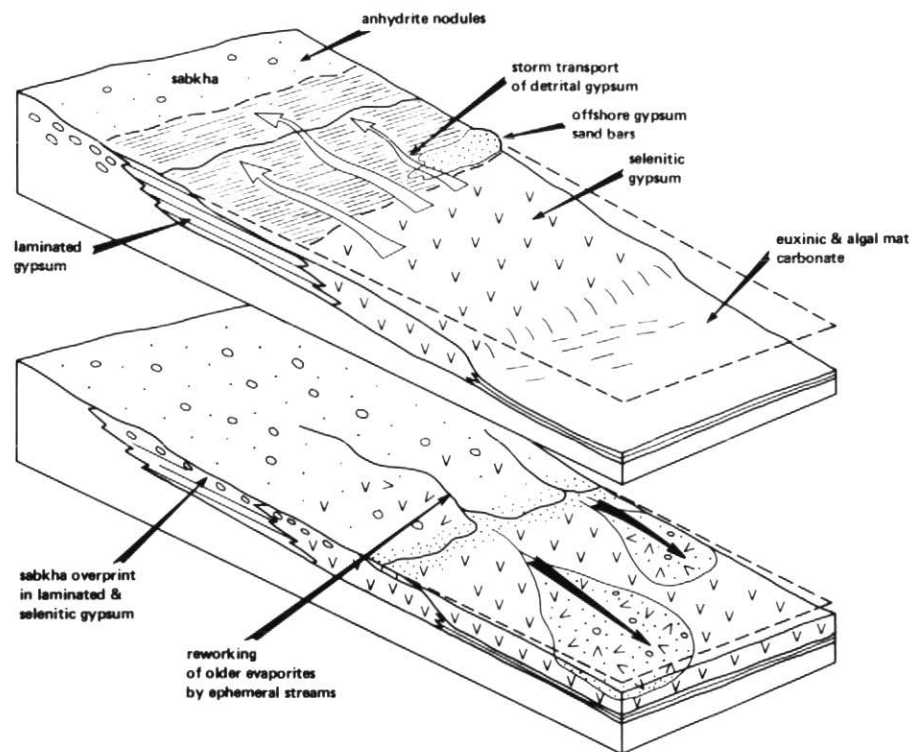 anhydrite nodules
sabkha
storm transport
of detrital gypsum
offshore gypsum
sand bars
selenitic
gypsum
euxinic & algal mat
carbonate
laminated
gypsum
sabkha overprint
in laminated &
selenitic gypsum
reworking
of older evaporites
by ephemeral streams